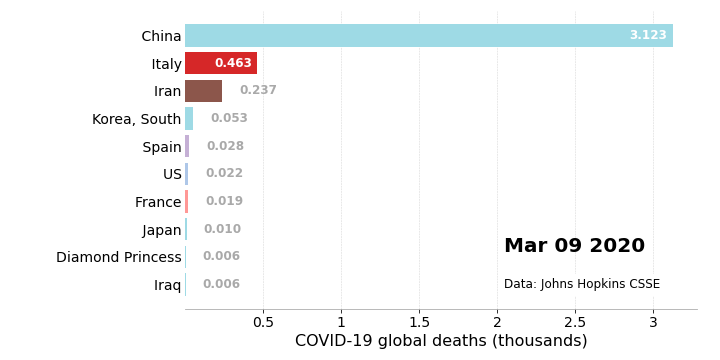 China 3.123
Italy 0.463
Iran 0.237
Korea, South 0.053
Spain 0.028
US 0.022
France 0.019
Japan 0.010
Diamond Princess 0.006
Iraq 0.006
Mar 09 2020
Data: Johns Hopkins CSSE
0.5 1 1.5 2 2.5 3
COVID-19 global deaths (thousands)